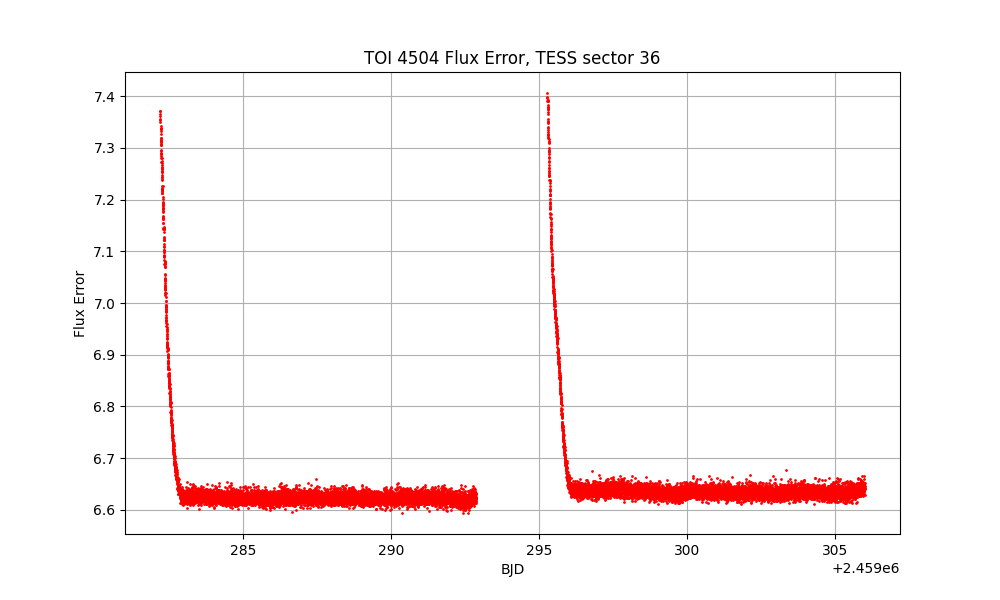 TOI 4504 Flux Error, TESS sector 36
7.4
7.3
7.2
7.1
7.0
6.9
6.8
6.7
6.6
Flux Error
285 290 295 300 305
BJD
+2.459e6